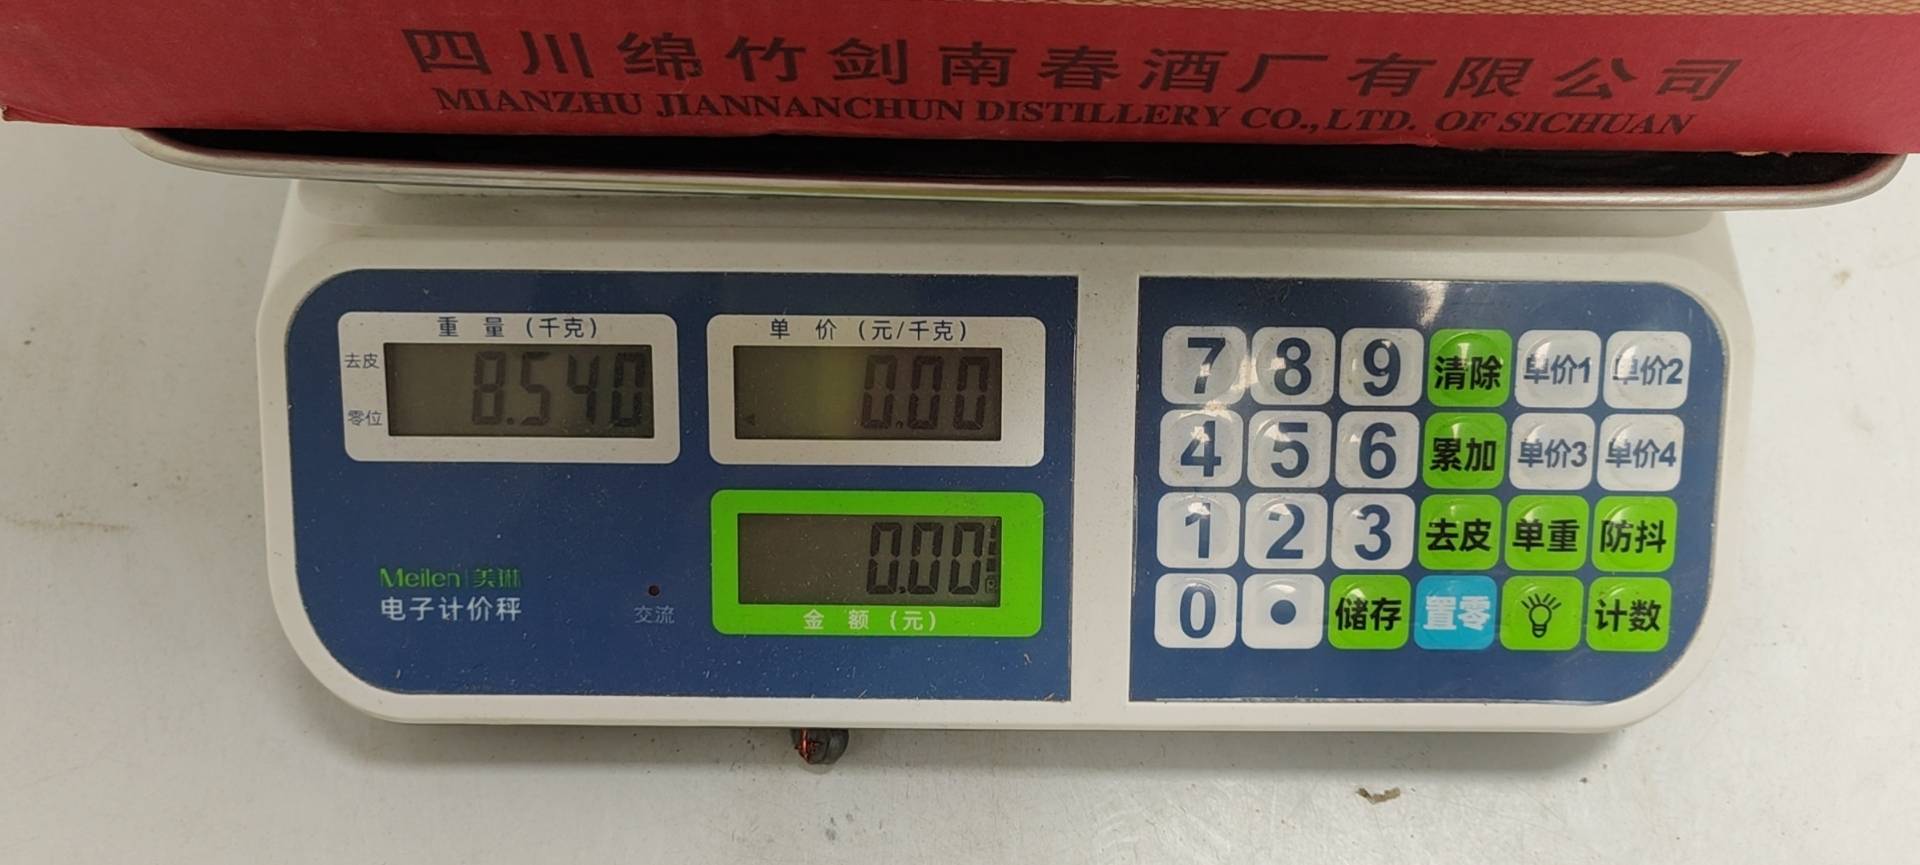 四川绵竹剑南春酒厂有限公司
MIANZHU JIANNANCHUN DISTILLERY CO.,LTD. OF SICHUAN
重量(千克)
去皮
零位
8.540
单价(元/千克)
0.00
0.00
金额(元)
Meilen|美琳
电子计价秤
交流
7 8 9 清除 单价1 单价2
4 5 6 累加 单价3 单价4
1 2 3 去皮 单重 防抖
0 . 储存 置零 计数